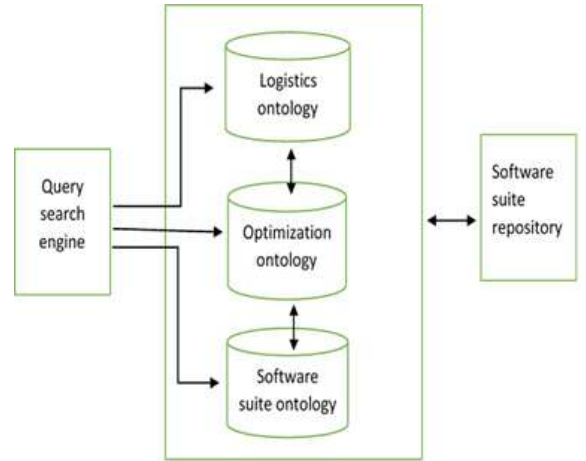 Logistics
ontology
Query
search
engine
Optimization
ontology
Software
suite
repository
Software
suite ontology